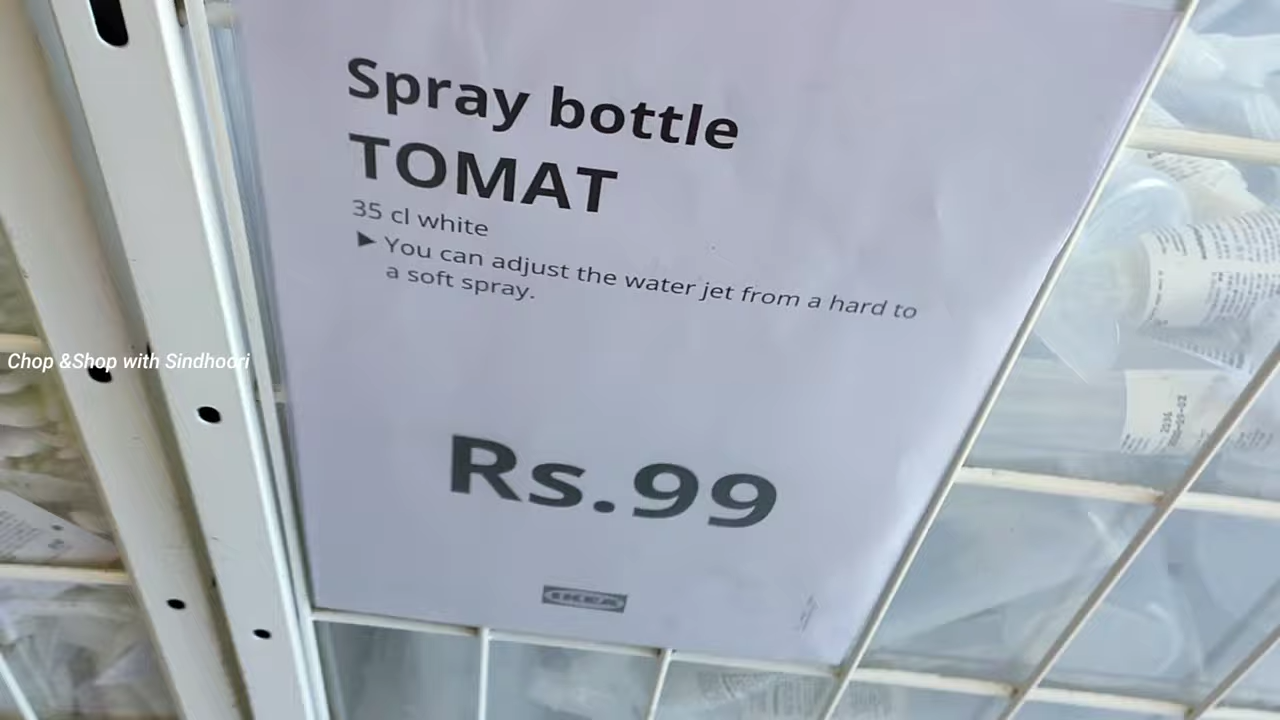 Spray bottle
TOMAT
35 cl white
▶ You can adjust the water jet from a hard to
a soft spray.
Chop &Shop with Sindhoori
Rs.99
IKEA